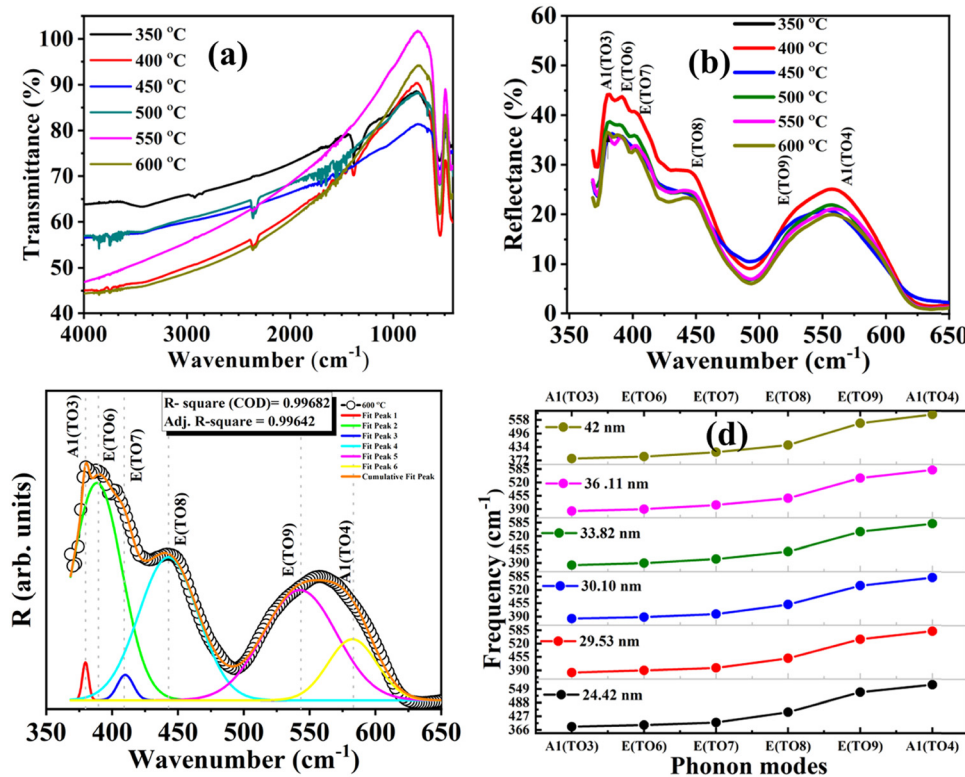 (a)
350 °C
400 °C
450 °C
500 °C
550 °C
600 °C
Transmittance (%)
100
90
80
70
60
50
40
4000 3000 2000 1000
Wavenumber (cm-1)
(b)
350 °C
400 °C
450 °C
500 °C
550 °C
600 °C
A1(TO3)
E(TO6)
E(TO7)
E(TO8)
E(TO9)
A1(TO4)
Reflectance (%)
60
50
40
30
20
10
0
350 400 450 500 550 600 650
Wavenumber (cm-1)
R- square (COD)= 0.99682
Adj. R-square = 0.99642
600 °C
Fit Peak 1
Fit Peak 2
Fit Peak 3
Fit Peak 4
Fit Peak 5
Fit Peak 6
Cumulative Fit Peak
A1(TO3)
E(TO6)
E(TO7)
E(TO8)
E(TO9)
A1(TO4)
R (arb. units)
350 400 450 500 550 600 650
Wavenumber (cm-1)
A1(TO3) E(TO6) E(TO7) E(TO8) E(TO9) A1(TO4)
(d)
42 nm
36 .11 nm
33.82 nm
30.10 nm
29.53 nm
24.42 nm
Frequency (cm-1)
558
496
434
372
585
520
455
390
585
520
455
390
585
520
455
390
585
520
455
390
549
488
427
366
A1(TO3) E(TO6) E(TO7) E(TO8) E(TO9) A1(TO4)
Phonon modes